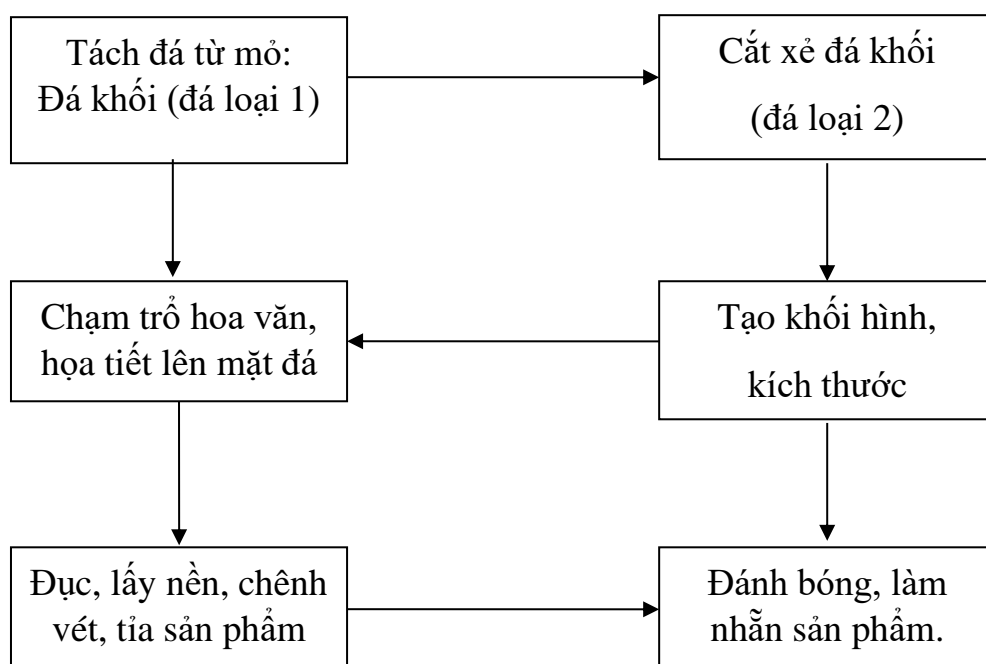 Tách đá từ mỏ:
Đá khối (đá loại 1)
Cắt xẻ đá khối
(đá loại 2)
Chạm trổ hoa văn,
họa tiết lên mặt đá
Tạo khối hình,
kích thước
Đục, lấy nền, chênh
vét, tỉa sản phẩm
Đánh bóng, làm
nhẵn sản phẩm.